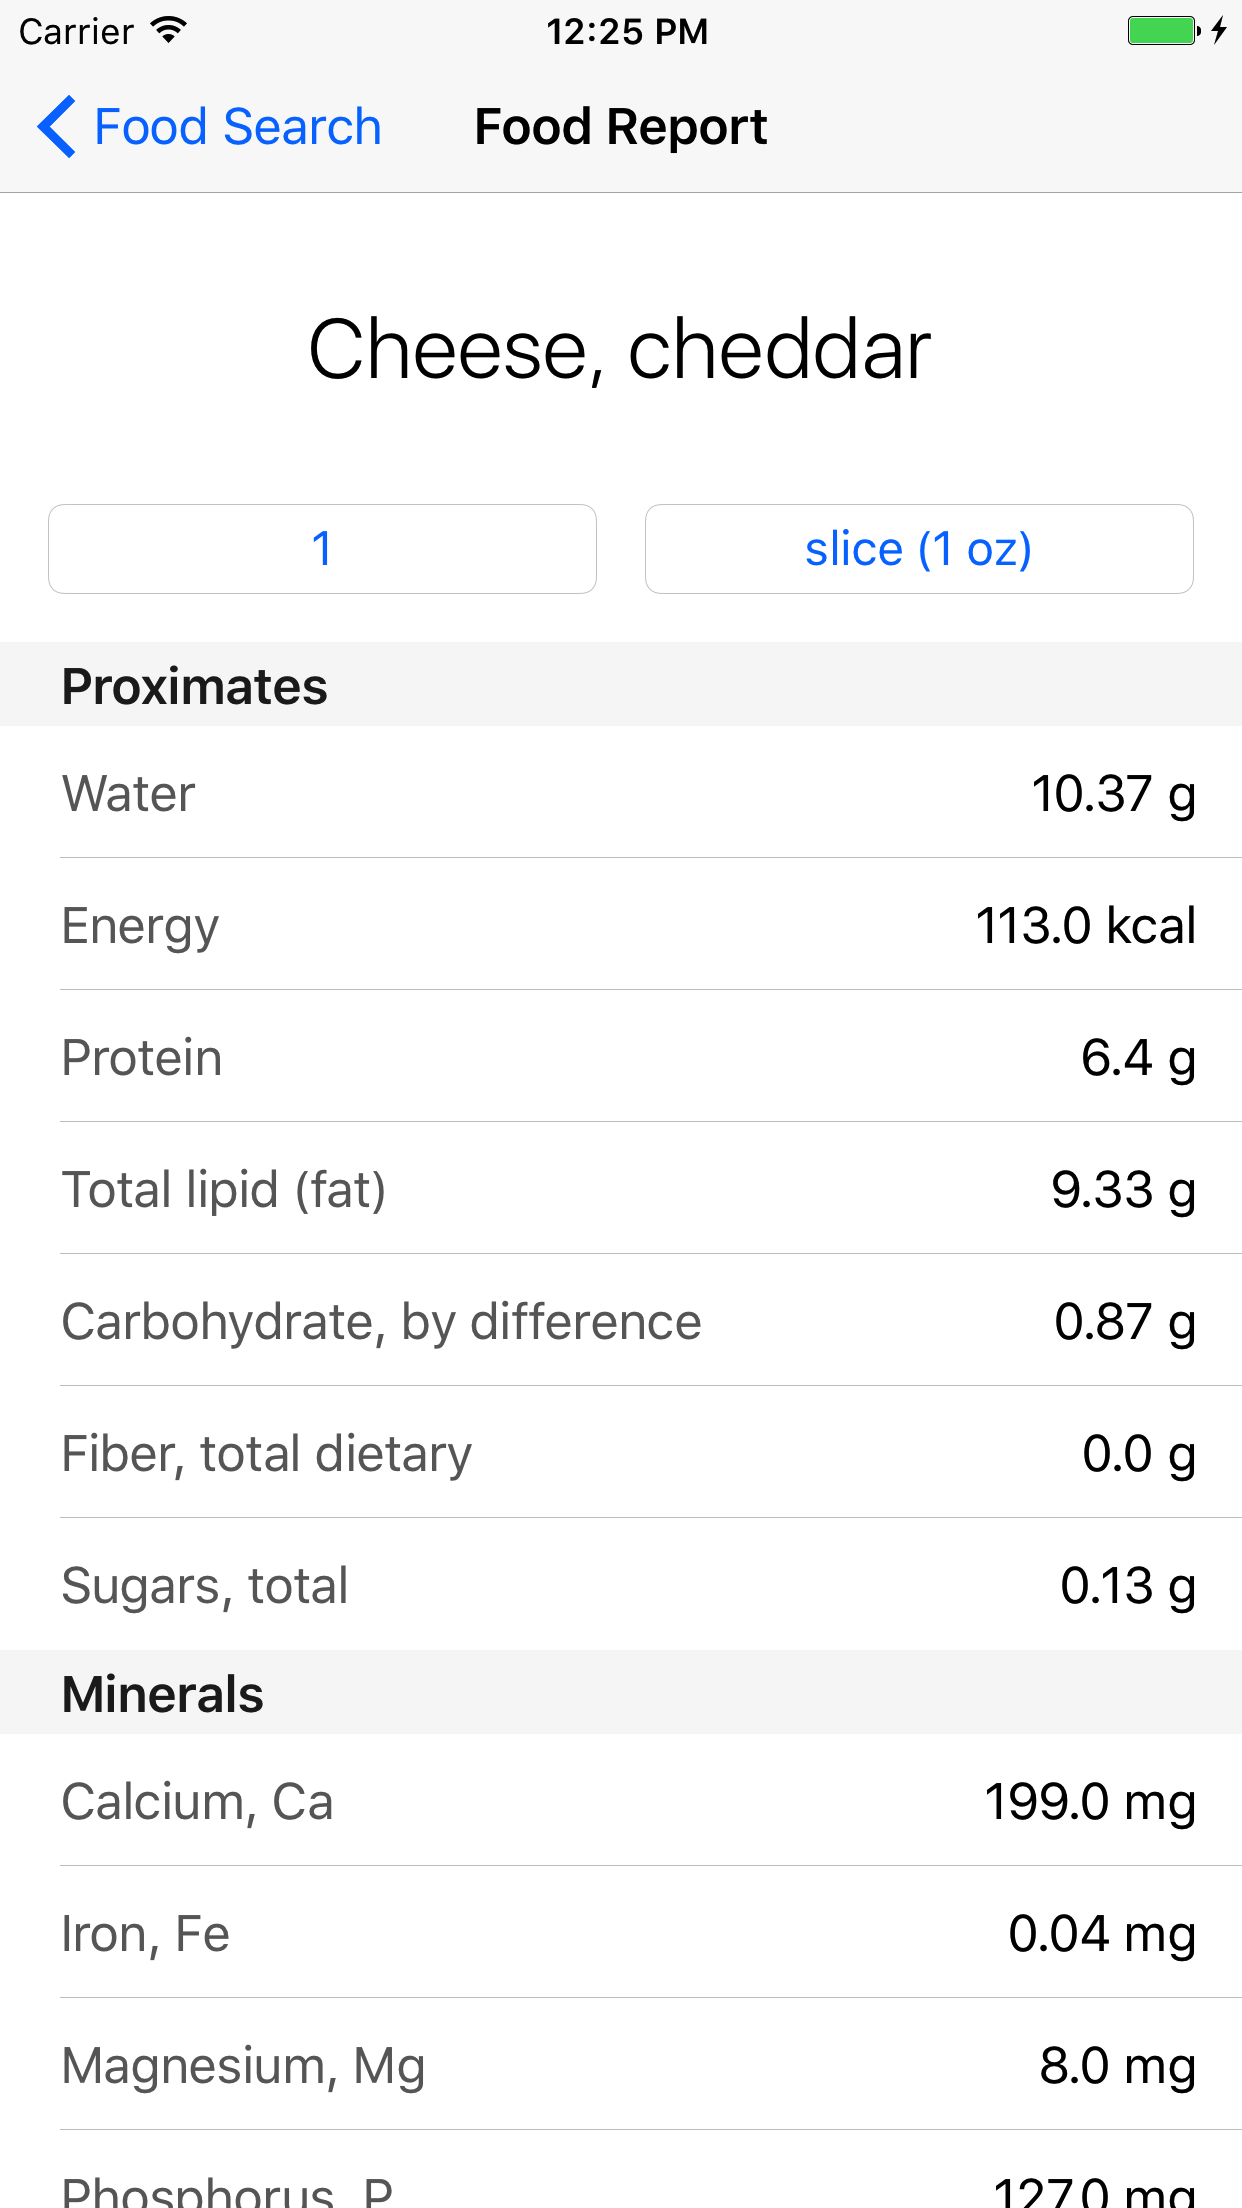 Carrier 12:25 PM
Food Search Food Report
Cheese, cheddar
1 slice (1 oz)
Proximates
Water 10.37 g
Energy 113.0 kcal
Protein 6.4 g
Total lipid (fat) 9.33 g
Carbohydrate, by difference 0.87 g
Fiber, total dietary 0.0 g
Sugars, total 0.13 g
Minerals
Calcium, Ca 199.0 mg
Iron, Fe 0.04 mg
Magnesium, Mg 8.0 mg
Phosphorus, P 127.0 mg